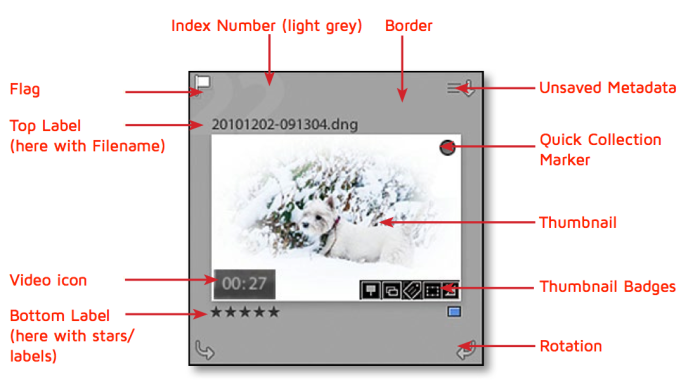 Index Number (light grey)
Border
Flag
Unsaved Metadata
Top Label
(here with Filename)
20101202-091304.dng
Quick Collection
Marker
Thumbnail
Video icon
00:27
Thumbnail Badges
Bottom Label
(here with stars/
labels)
★★★★★
Rotation